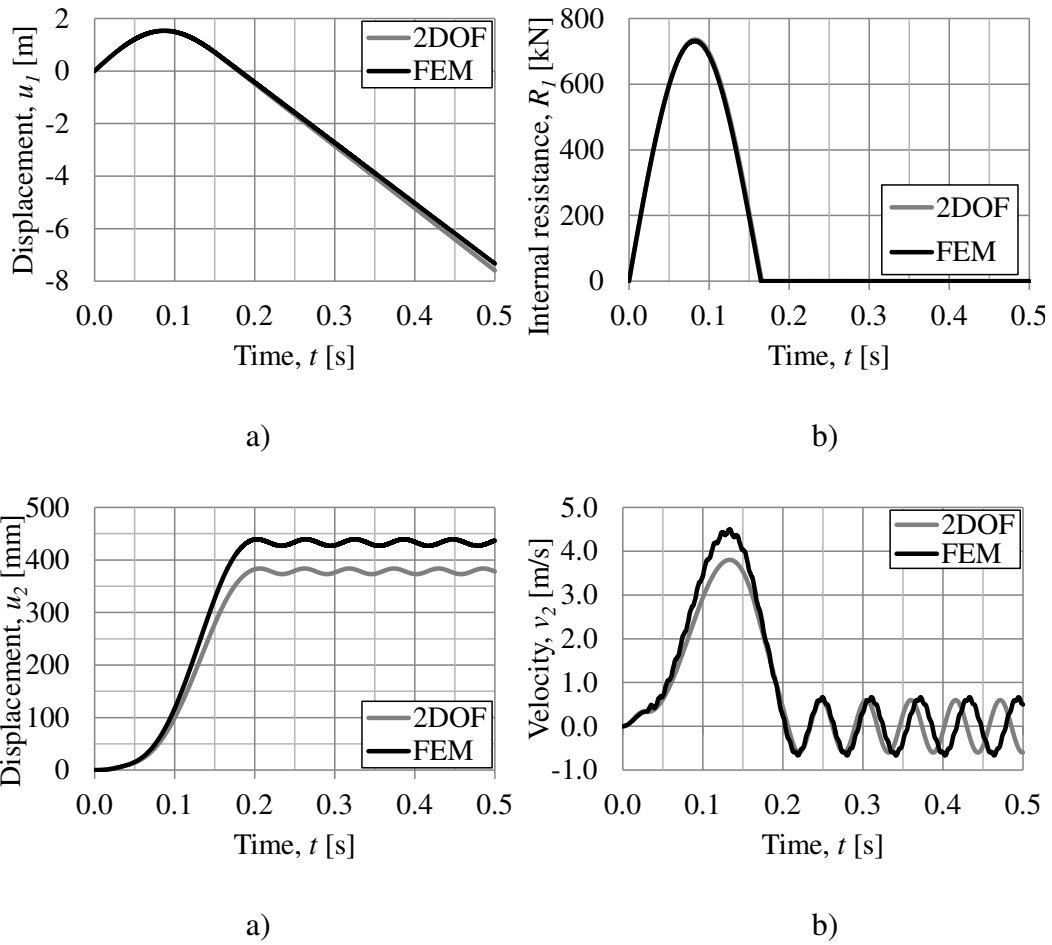 Displacement, u1 [m]
2
0
-2
-4
-6
-8
0.0 0.1 0.2 0.3 0.4 0.5
Time, t [s]
2DOF
FEM
a)
Internal resistance, R1 [kN]
800
600
400
200
0
0.0 0.1 0.2 0.3 0.4 0.5
Time, t [s]
2DOF
FEM
b)
Displacement, u2 [mm]
500
400
300
200
100
0
0.0 0.1 0.2 0.3 0.4 0.5
Time, t [s]
2DOF
FEM
a)
Velocity, v2 [m/s]
5.0
4.0
3.0
2.0
1.0
0.0
-1.0
0.0 0.1 0.2 0.3 0.4 0.5
Time, t [s]
2DOF
FEM
b)